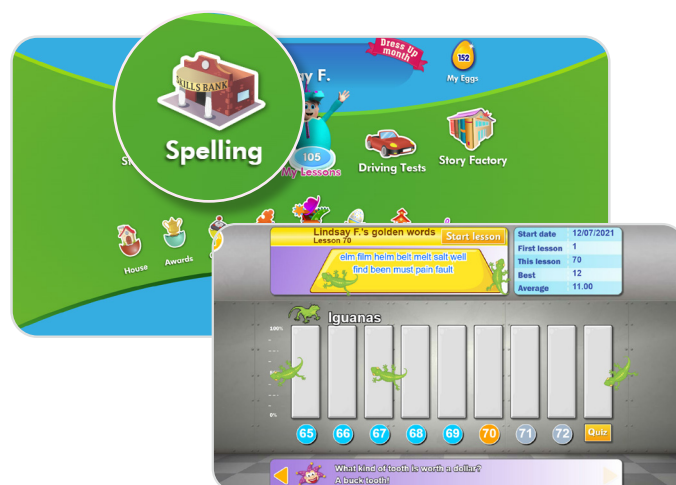 Dress Up
month
152
My Eggs
ay F.
SKILLS BANK
Spelling
105
My Lessons
Driving Tests
Story Factory
House
Awards
Lindsay F.'s golden words
Lesson 70
Start lesson
elm film helm belt melt salt well
find been must pain fault
Start date 12/07/2021
First lesson 1
This lesson 70
Best 12
Average 11.00
Iguanas
100%
0%
65 66 67 68 69 70 71 72 Quiz
What kind of tooth is worth a dollar?
A buck tooth!